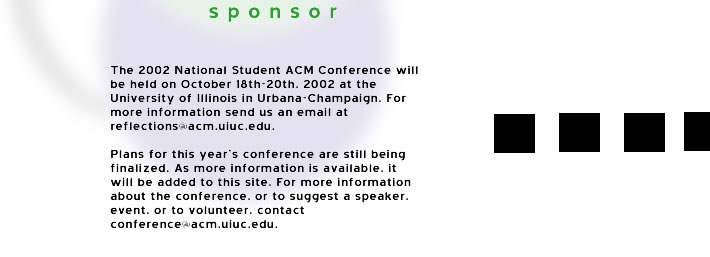 sponsor
The 2002 National Student ACM Conference will
be held on October 18th-20th, 2002 at the
University of Illinois in Urbana-Champaign. For
more information send us an email at
reflections@acm.uiuc.edu.
Plans for this year's conference are still being
finalized. As more information is available, it
will be added to this site. For more information
about the conference, or to suggest a speaker,
event, or to volunteer, contact
conference@acm.uiuc.edu.